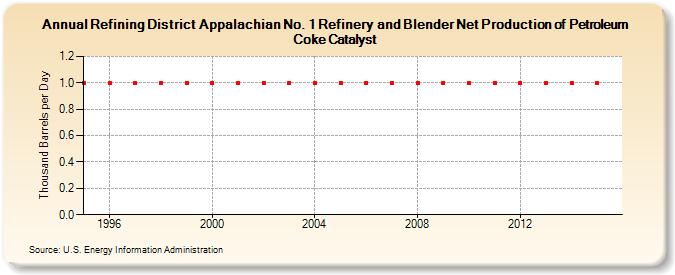 Annual Refining District Appalachian No. 1 Refinery and Blender Net Production of Petroleum
Coke Catalyst
Thousand Barrels per Day
1.2
1.0
0.8
0.6
0.4
0.2
0.0
1996 2000 2004 2008 2012
Source: U.S. Energy Information Administration